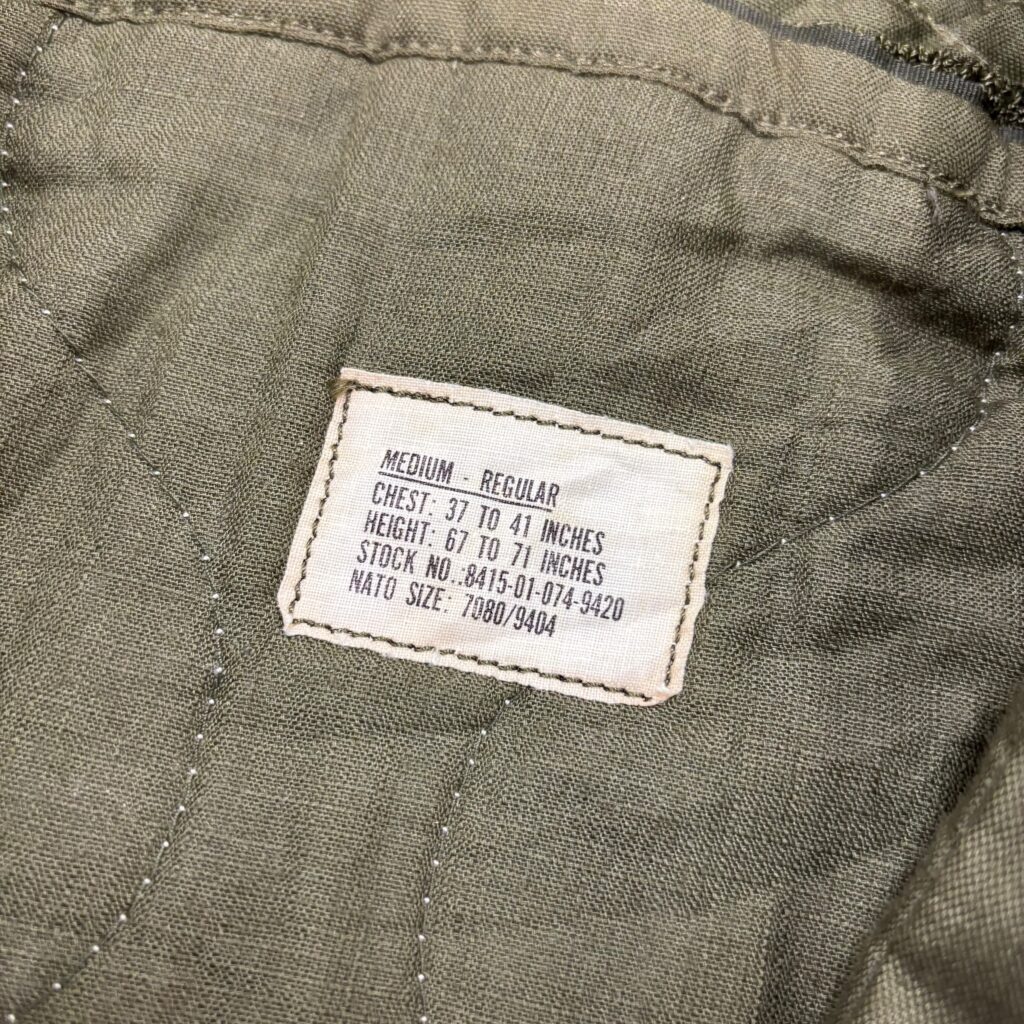 MEDIUM - REGULAR
CHEST: 37 TO 41 INCHES
HEIGHT: 67 TO 71 INCHES
STOCK NO.:8415-01-074-9420
NATO SIZE: 7080/9404